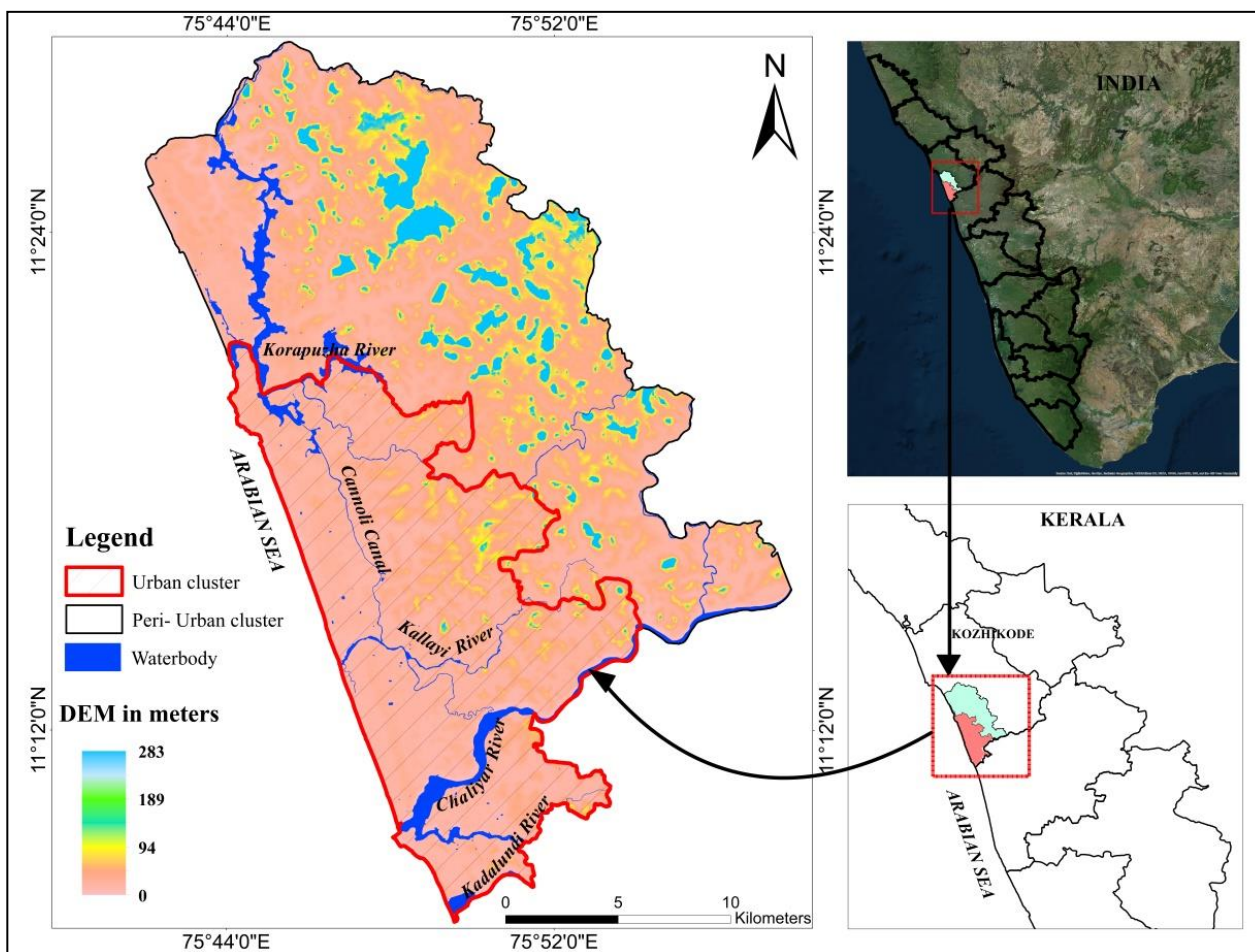 75°44'0"E
75°52'0"E
N
11°24'0"N
11°24'0"N
Korapuzha River
ARABIAN SEA
Cannoli Canal
Kallayi River
Chaliyar River
Kadalundi River
Legend
Urban cluster
Peri- Urban cluster
Waterbody
DEM in meters
283
189
94
0
11°12'0"N
11°12'0"N
0
5
10
Kilometers
75°44'0"E
75°52'0"E
INDIA
KERALA
KOZHIKODE
ARABIAN SEA